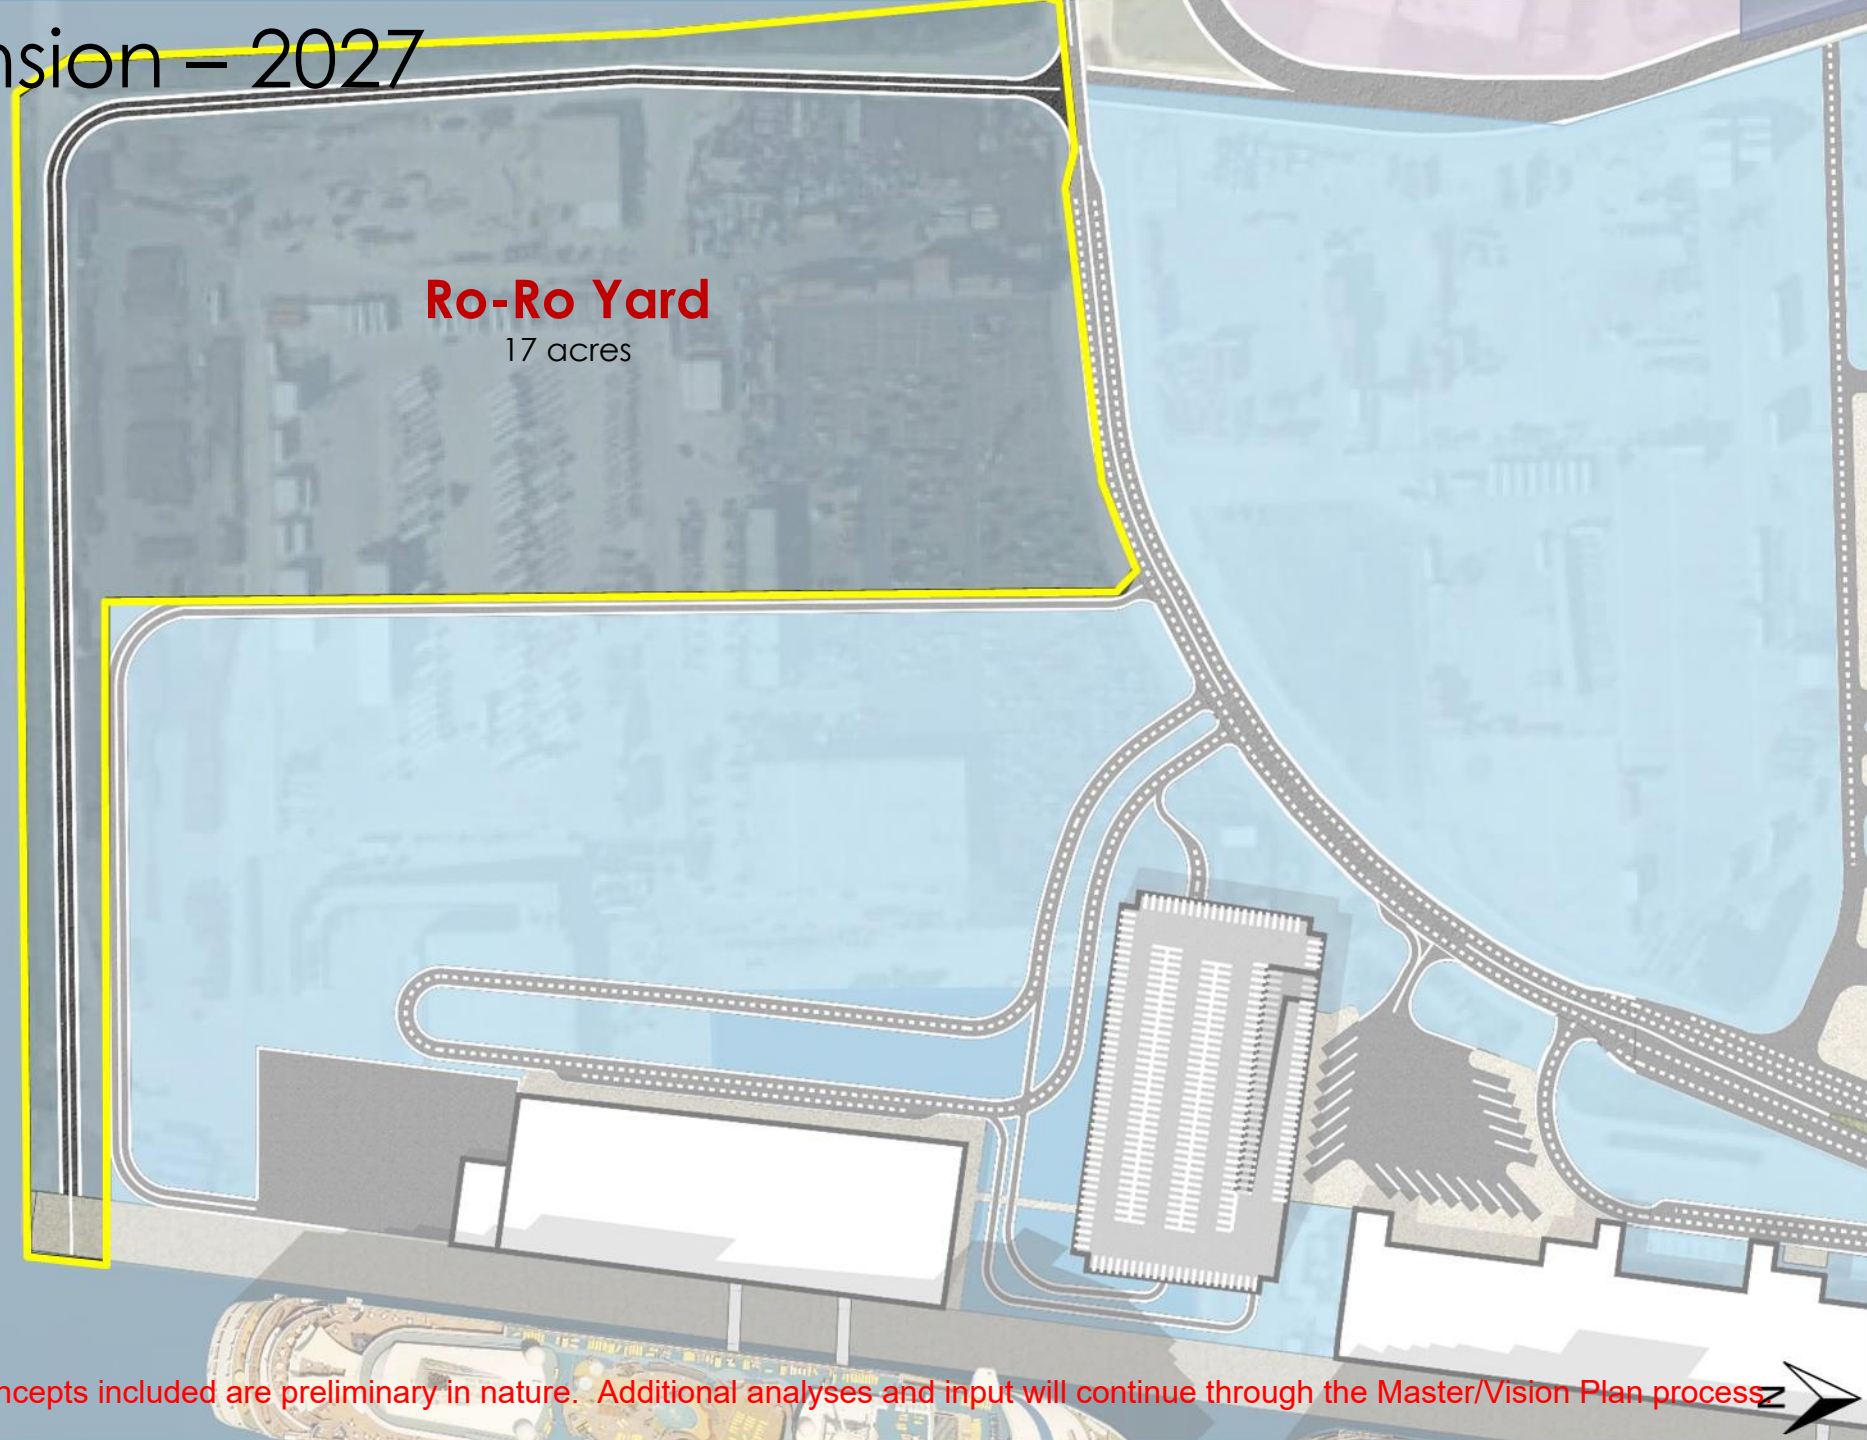 nsion – 2027
Ro-Ro Yard
17 acres
ncepts included are preliminary in nature.  Additional analyses and input will continue through the Master/Vision Plan process.
N